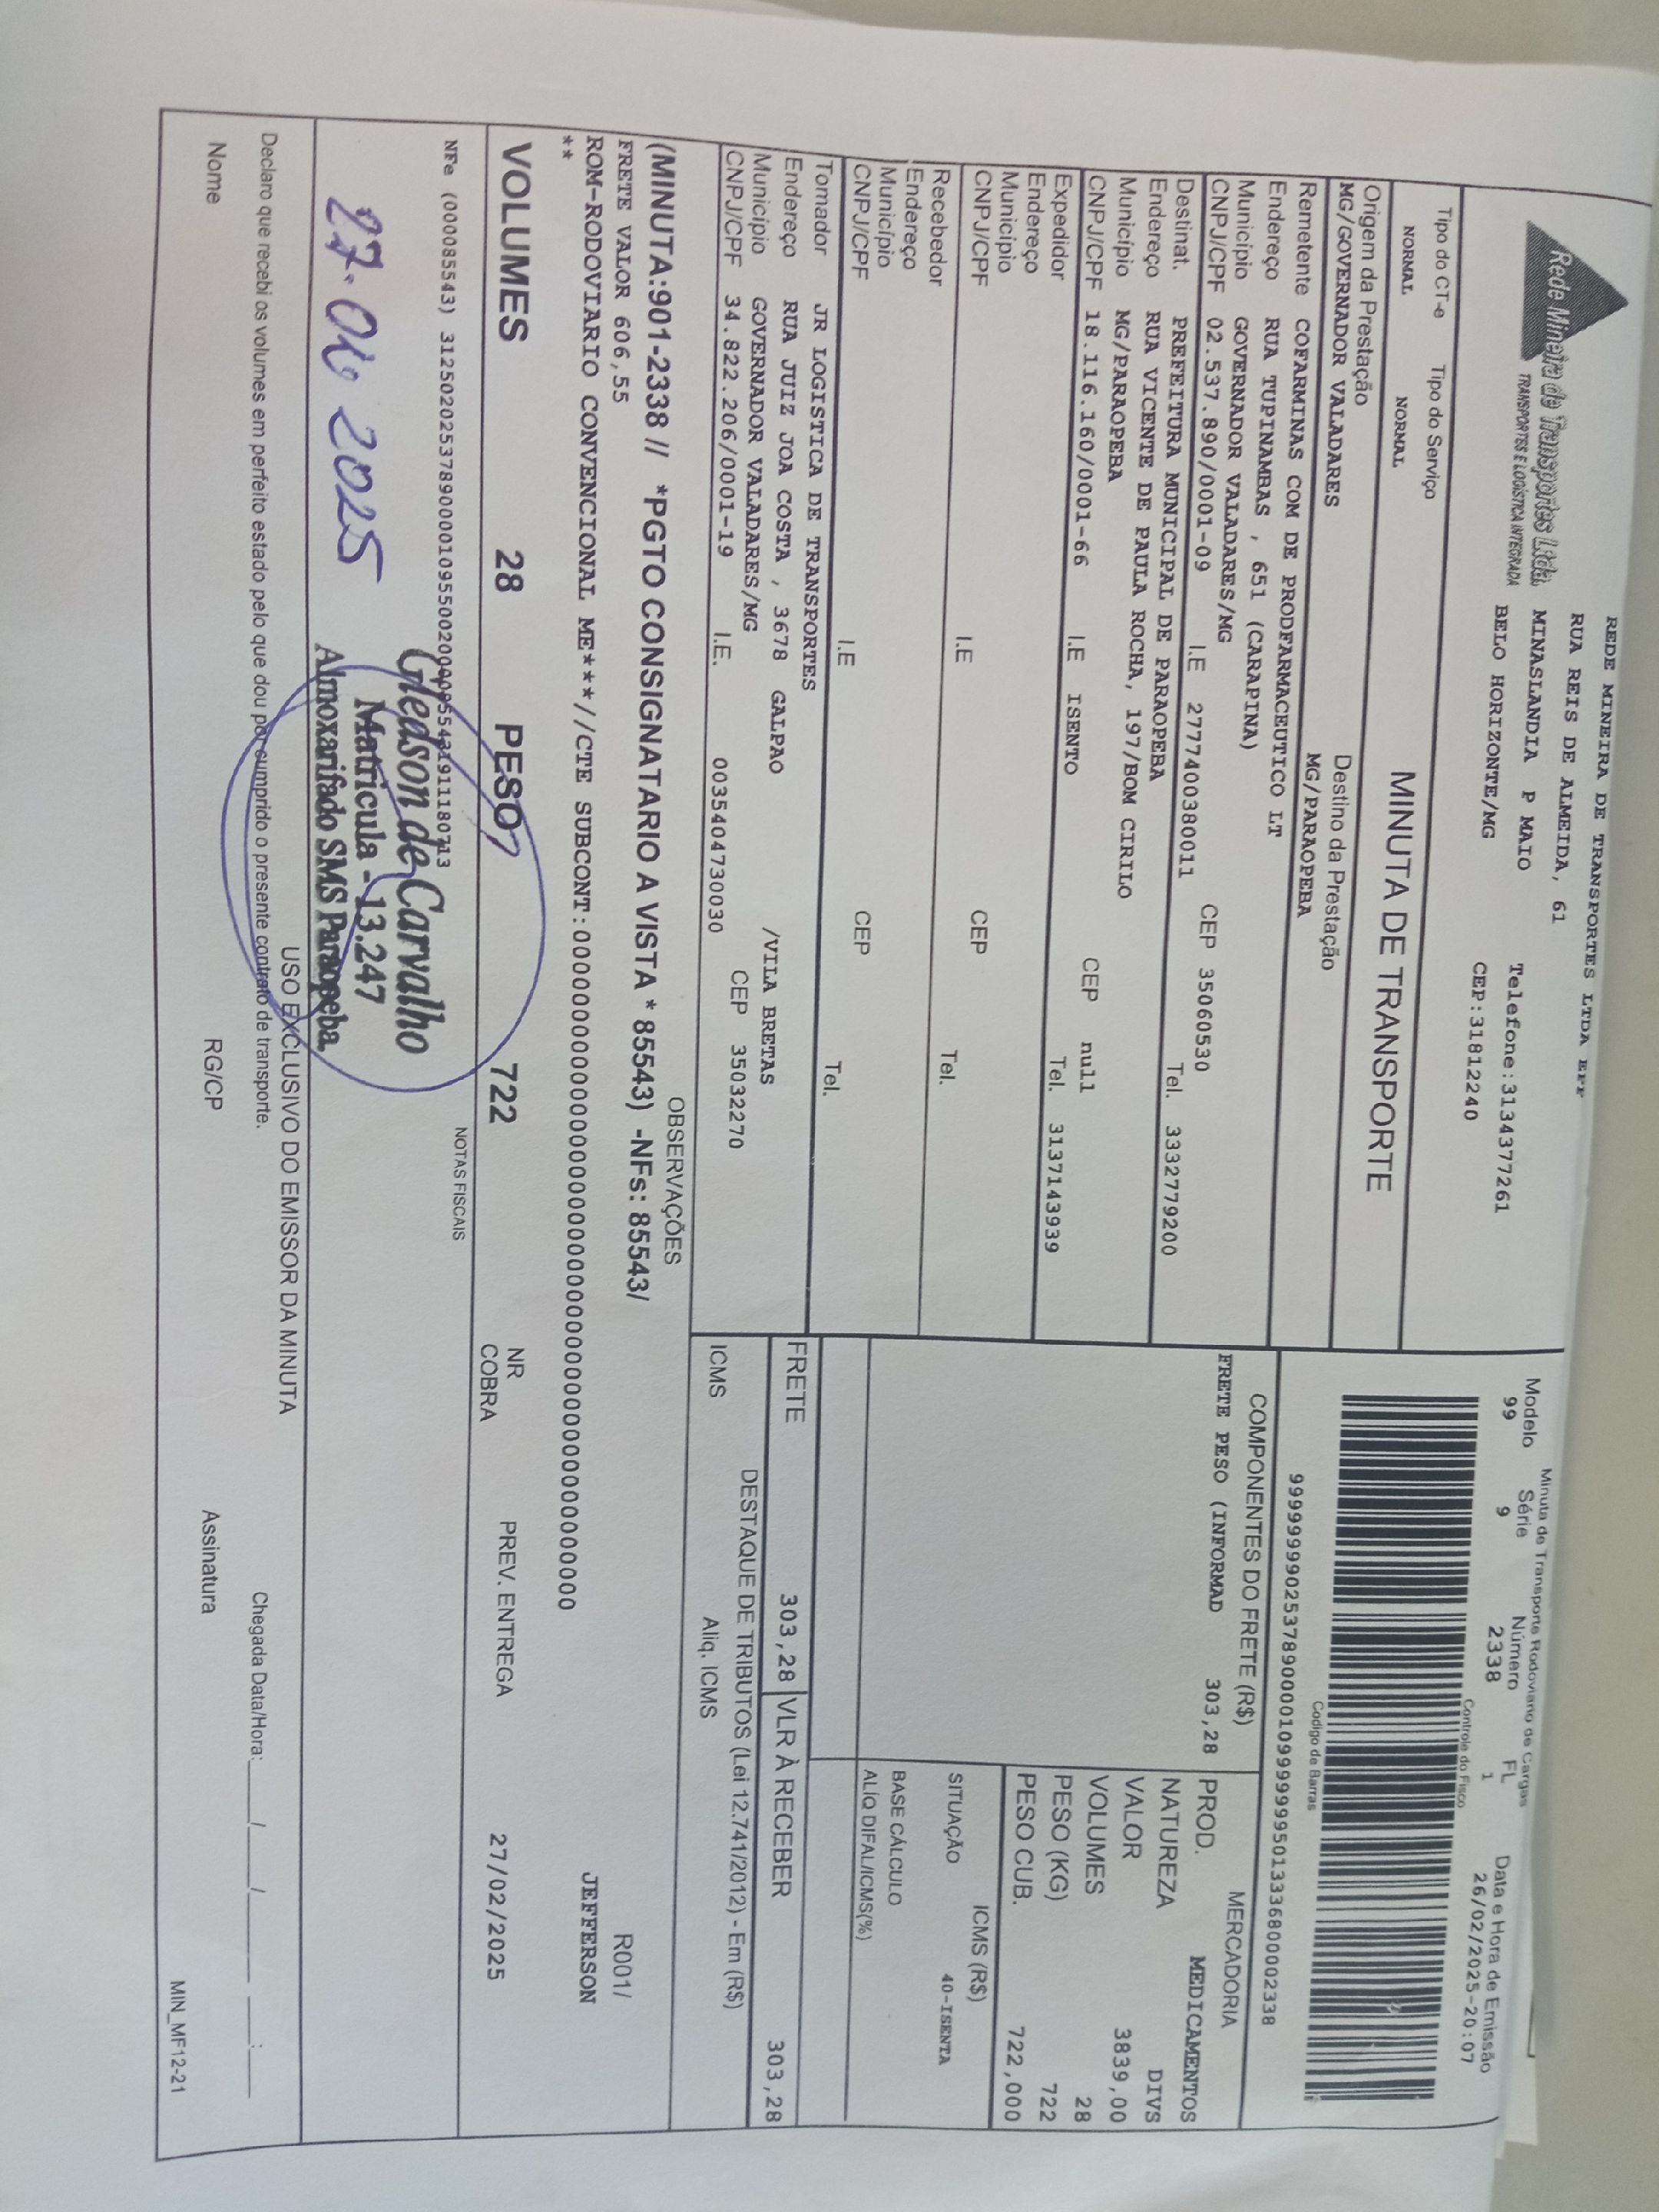 Rede Mineira de Transportes Ltda.
TRANSPORTES E LOGÍSTICA INTEGRADA
REDE MINEIRA DE TRANSPORTES LTDA EPP
RUA REIS DE ALMEIDA, 61
MINASLANDIA P MAIO Telefone:3134377261
BELO HORIZONTE/MG CEP:31812240
Minuta de Transporte Rodoviário de Cargas
Modelo Série Número FL Data e Hora de Emissão
99 9 2338 1 26/02/2025-20:07
Controle do Fisco
Tipo do CT-e Tipo do Serviço
NORMAL NORMAL
MINUTA DE TRANSPORTE
Codigo de Barras
Origem da Prestação Destino da Prestação
MG/GOVERNADOR VALADARES MG/PARAOPEBA
Remetente COFARMINAS COM DE PRODFARMACEUTICO LT
Endereço RUA TUPINAMBAS , 651 (CARAPINA)
Município GOVERNADOR VALADARES/MG CEP 35060530
CNPJ/CPF 02.537.890/0001-09 I.E 2777400380011 Tel. 3332779200
Destinat. PREFEITURA MUNICIPAL DE PARAOPEBA
Endereço RUA VICENTE DE PAULA ROCHA, 197/BOM CIRILO
Município MG/PARAOPEBA CEP null
CNPJ/CPF 18.116.160/0001-66 I.E ISENTO Tel. 3137143939
Expedidor
Endereço
Município CEP
CNPJ/CPF I.E Tel.
Recebedor
Endereço
Município CEP
CNPJ/CPF I.E Tel.
Tomador JR LOGISTICA DE TRANSPORTES
Endereço RUA JUIZ JOA COSTA , 3678 GALPAO /VILA BRETAS
Município GOVERNADOR VALADARES/MG CEP 35032270
CNPJ/CPF 34.822.206/0001-19 I.E. 0035404730030
COMPONENTES DO FRETE (R$)
FRETE PESO (INFORMAD 303,28
MERCADORIA
PROD. MEDICAMENTOS
NATUREZA DIVS
VALOR 3839,00
VOLUMES 28
PESO (KG) 722
PESO CUB. 722,000
ICMS (R$)
SITUAÇÃO 40-ISENTA
BASE CÁLCULO
ALÍQ DIFAL/ICMS(%)
FRETE 303,28 VLR À RECEBER 303,28
DESTAQUE DE TRIBUTOS (Lei 12.741/2012) - Em (R$)
ICMS Aliq. ICMS
OBSERVAÇÕES
(MINUTA:901-2338 // *PGTO CONSIGNATARIO A VISTA * 85543) -NFs: 85543/
FRETE VALOR 606,55 R001/
ROM-RODOVIARIO CONVENCIONAL ME****//CTE SUBCONT: JEFFERSON
**
VOLUMES 28 PESO 722 NR PREV. ENTREGA 27/02/2025
COBRA
NOTAS FISCAIS
NFe (000085543)
Gledson de Carvalho
Matricula - 13.247
Almoxarifado SMS Paraopeba
USO EXCLUSIVO DO EMISSOR DA MINUTA
Declaro que recebi os volumes em perfeito estado pelo que dou por cumprido o presente contrato de transporte. Chegada Data/Hora:____/____/______ ____:____
Nome RG/CP Assinatura
MIN_MF12-21